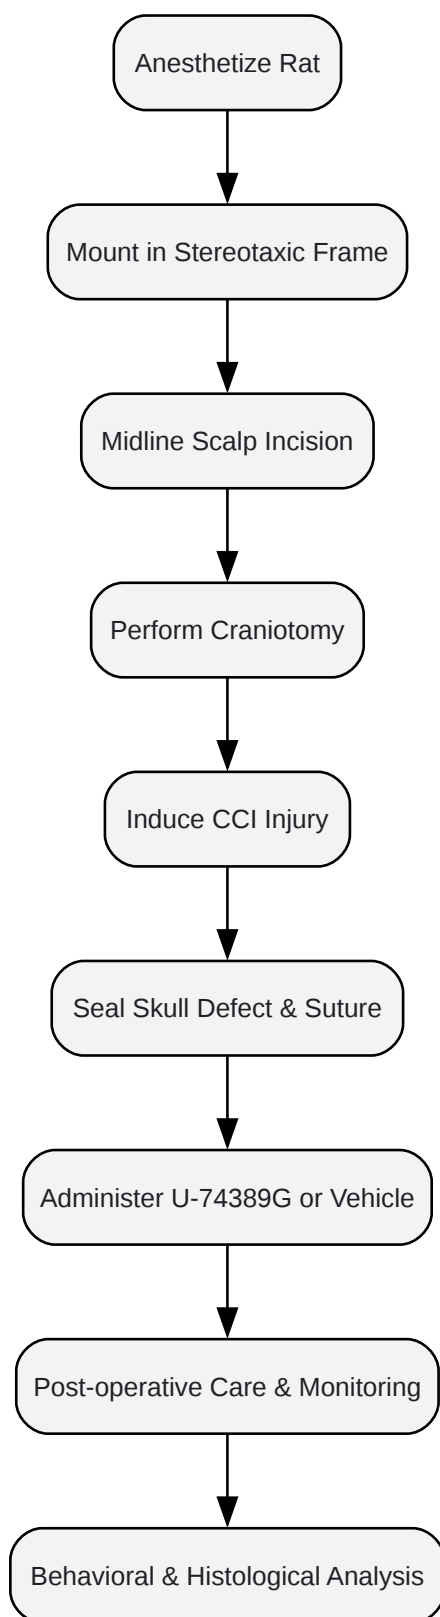 Anesthetize Rat
Mount in Stereotaxic Frame
Midline Scalp Incision
Perform Craniotomy
Induce CCI Injury
Seal Skull Defect & Suture
Administer U-74389G or Vehicle
Post-operative Care & Monitoring
Behavioral & Histological Analysis